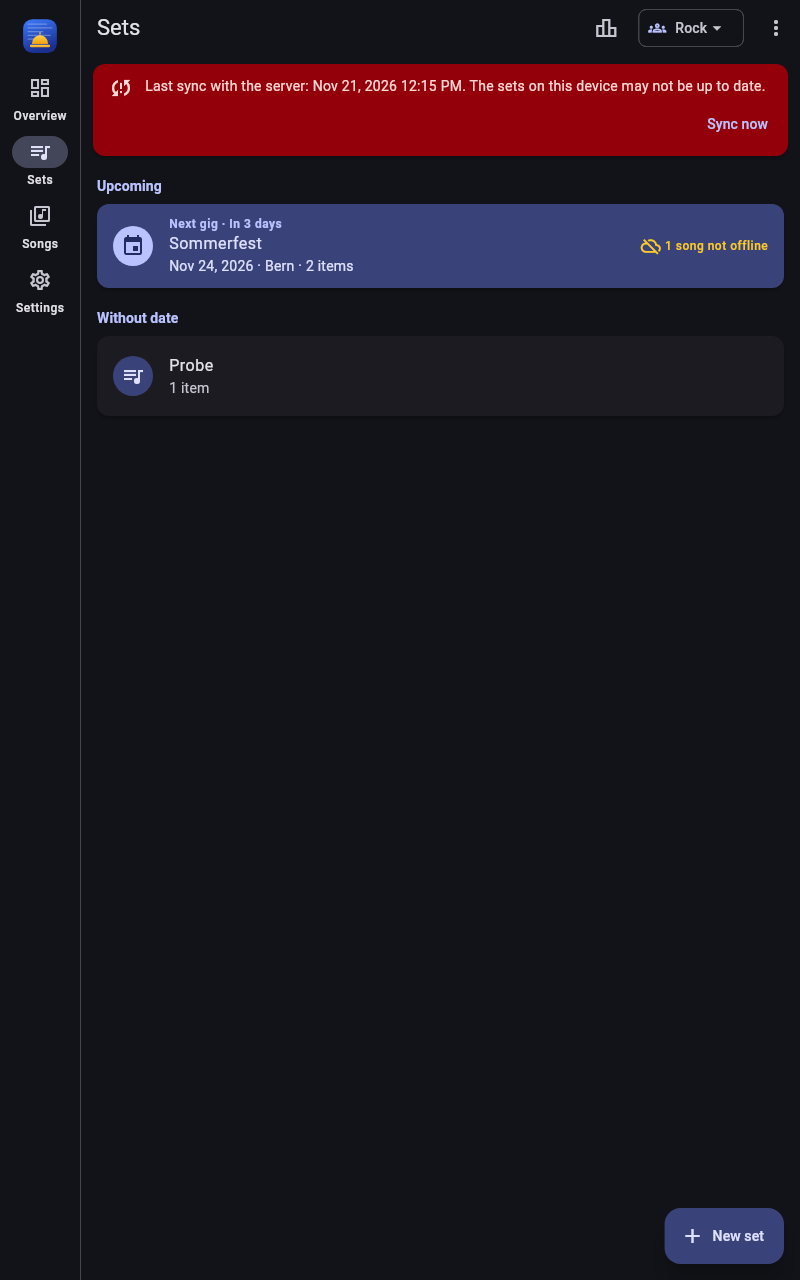 Sets
Rock
Overview
Sets
Songs
Settings
Last sync with the server: Nov 21, 2026 12:15 PM. The sets on this device may not be up to date.
Sync now
Upcoming
Next gig · In 3 days
Sommerfest
Nov 24, 2026 · Bern · 2 items
1 song not offline
Without date
Probe
1 item
New set